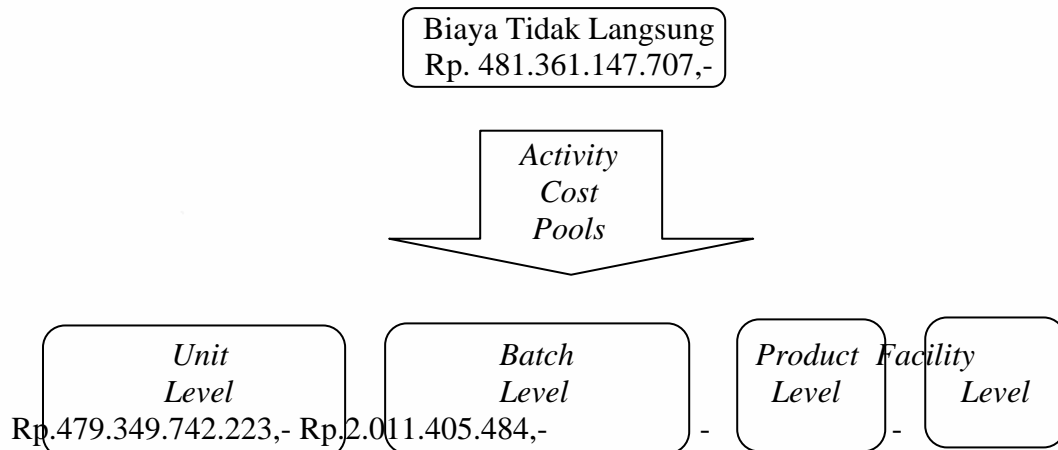 Biaya Tidak Langsung
Rp. 481.361.147.707,-
Activity
Cost
Pools
Unit Batch Product Facility
Level Level Level Level
Rp.479.349.742.223,- Rp.2.011.405.484,- - -